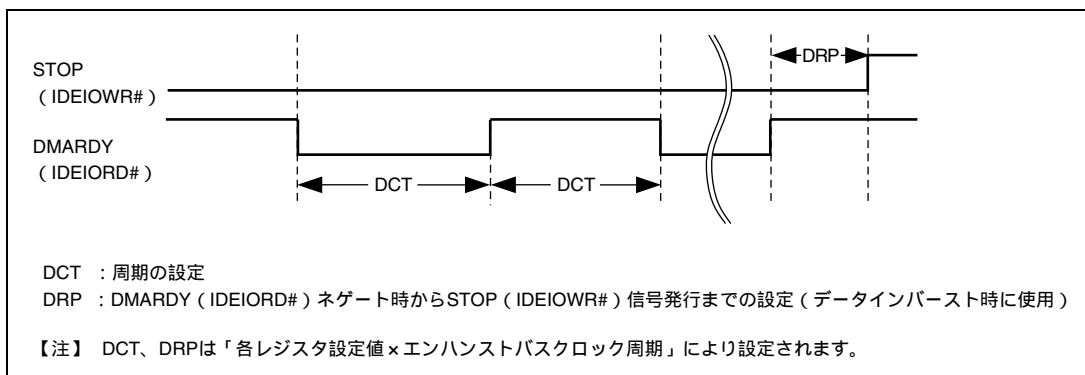 STOP
（IDEIOWR#）
DRP
DMARDY
（IDEIORD#）
DCT
DCT
DCT ：周期の設定
DRP ：DMARDY（IDEIORD#）ネゲート時からSTOP（IDEIOWR#）信号発行までの設定（データインバースト時に使用）
【注】 DCT、DRPは「各レジスタ設定値×エンハンストバスクロック周期」により設定されます。